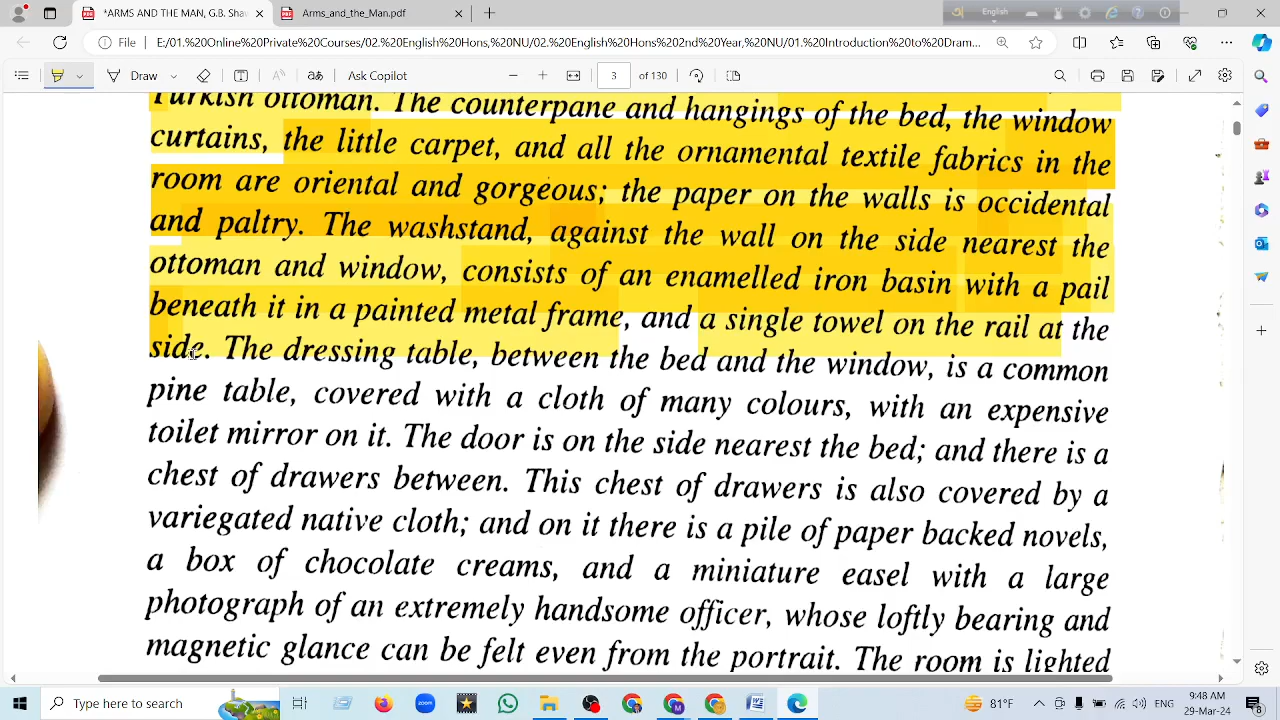 *ARMS AND THE MAN, G.B. Shaw
Arms_and_the_Man.pdf
English
File
E:/01.%20Online%20Private%20Courses/02.%20English%20Hons,%20NU/02.%20English%20Hons%202nd%20Year,%20NU/01.%20Introduction%20to%20Dram...
Draw
Ask Copilot
3
of 130
Turkish ottoman. The counterpane and hangings of the bed, the window
curtains, the little carpet, and all the ornamental textile fabrics in the
room are oriental and gorgeous; the paper on the walls is occidental
and paltry. The washstand, against the wall on the side nearest the
ottoman and window, consists of an enamelled iron basin with a pail
beneath it in a painted metal frame, and a single towel on the rail at the
side. The dressing table, between the bed and the window, is a common
pine table, covered with a cloth of many colours, with an expensive
toilet mirror on it. The door is on the side nearest the bed; and there is a
chest of drawers between. This chest of drawers is also covered by a
variegated native cloth; and on it there is a pile of paper backed novels,
a box of chocolate creams, and a miniature easel with a large
photograph of an extremely handsome officer, whose loftly bearing and
magnetic glance can be felt even from the portrait. The room is lighted
Type here to search
zoom
81°F
ENG
9:48 AM
29-Mar-24
8